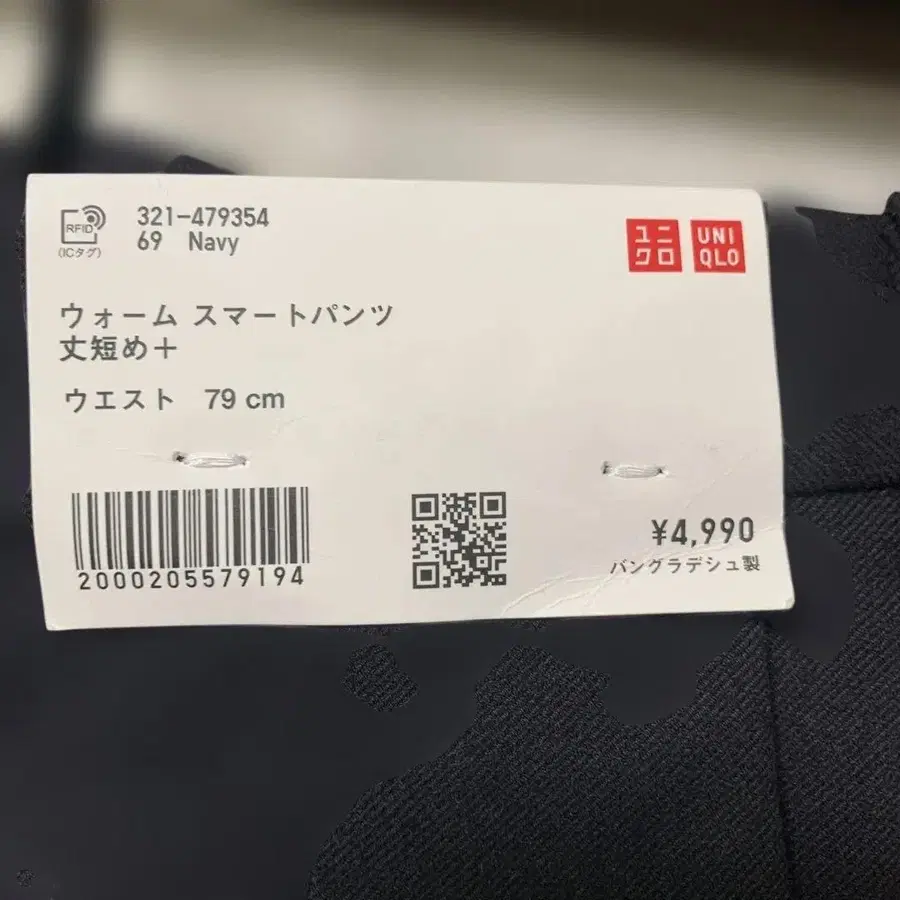 RFID
(ICタグ)
321-479354
69 Navy
ユニ
クロ
UNI
QLO
ウォーム スマートパンツ
丈短め＋
ウエスト 79 cm
2000205579194
¥4,990
バングラデシュ製